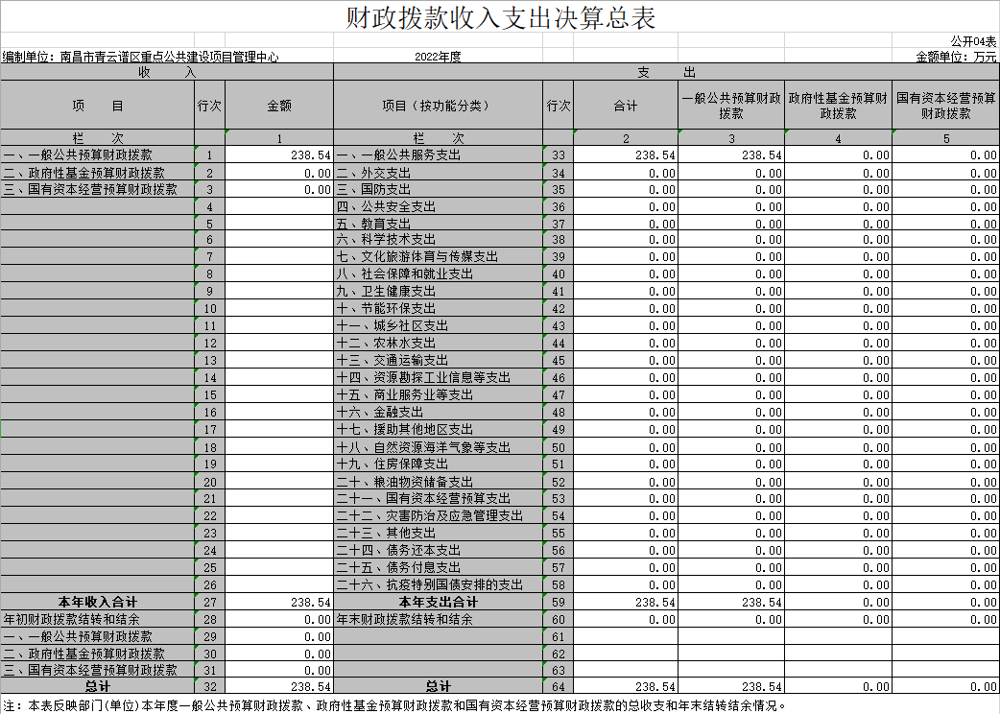 财政拨款收入支出决算总表
公开04表
编制单位：南昌市青云谱区重点公共建设项目管理中心 2022年度 金额单位：万元
收 入 支 出
项 目 行次 金额 项目（按功能分类） 行次 合计 一般公共预算财政拨款 政府性基金预算财政拨款 国有资本经营预算财政拨款
栏 次 1 栏 次 2 3 4 5
一、一般公共预算财政拨款 1 238.54 一、一般公共服务支出 33 238.54 238.54 0.00 0.00
二、政府性基金预算财政拨款 2 0.00 二、外交支出 34 0.00 0.00 0.00 0.00
三、国有资本经营预算财政拨款 3 0.00 三、国防支出 35 0.00 0.00 0.00 0.00
4 四、公共安全支出 36 0.00 0.00 0.00 0.00
5 五、教育支出 37 0.00 0.00 0.00 0.00
6 六、科学技术支出 38 0.00 0.00 0.00 0.00
7 七、文化旅游体育与传媒支出 39 0.00 0.00 0.00 0.00
8 八、社会保障和就业支出 40 0.00 0.00 0.00 0.00
9 九、卫生健康支出 41 0.00 0.00 0.00 0.00
10 十、节能环保支出 42 0.00 0.00 0.00 0.00
11 十一、城乡社区支出 43 0.00 0.00 0.00 0.00
12 十二、农林水支出 44 0.00 0.00 0.00 0.00
13 十三、交通运输支出 45 0.00 0.00 0.00 0.00
14 十四、资源勘探工业信息等支出 46 0.00 0.00 0.00 0.00
15 十五、商业服务业等支出 47 0.00 0.00 0.00 0.00
16 十六、金融支出 48 0.00 0.00 0.00 0.00
17 十七、援助其他地区支出 49 0.00 0.00 0.00 0.00
18 十八、自然资源海洋气象等支出 50 0.00 0.00 0.00 0.00
19 十九、住房保障支出 51 0.00 0.00 0.00 0.00
20 二十、粮油物资储备支出 52 0.00 0.00 0.00 0.00
21 二十一、国有资本经营预算支出 53 0.00 0.00 0.00 0.00
22 二十二、灾害防治及应急管理支出 54 0.00 0.00 0.00 0.00
23 二十三、其他支出 55 0.00 0.00 0.00 0.00
24 二十四、债务还本支出 56 0.00 0.00 0.00 0.00
25 二十五、债务付息支出 57 0.00 0.00 0.00 0.00
26 二十六、抗疫特别国债安排的支出 58 0.00 0.00 0.00 0.00
本年收入合计 27 238.54 本年支出合计 59 238.54 238.54 0.00 0.00
年初财政拨款结转和结余 28 0.00 年末财政拨款结转和结余 60 0.00 0.00 0.00 0.00
一、一般公共预算财政拨款 29 0.00 61
二、政府性基金预算财政拨款 30 0.00 62
三、国有资本经营预算财政拨款 31 0.00 63
总计 32 238.54 总计 64 238.54 238.54 0.00 0.00
注：本表反映部门(单位)本年度一般公共预算财政拨款、政府性基金预算财政拨款和国有资本经营预算财政拨款的总收支和年末结转结余情况。